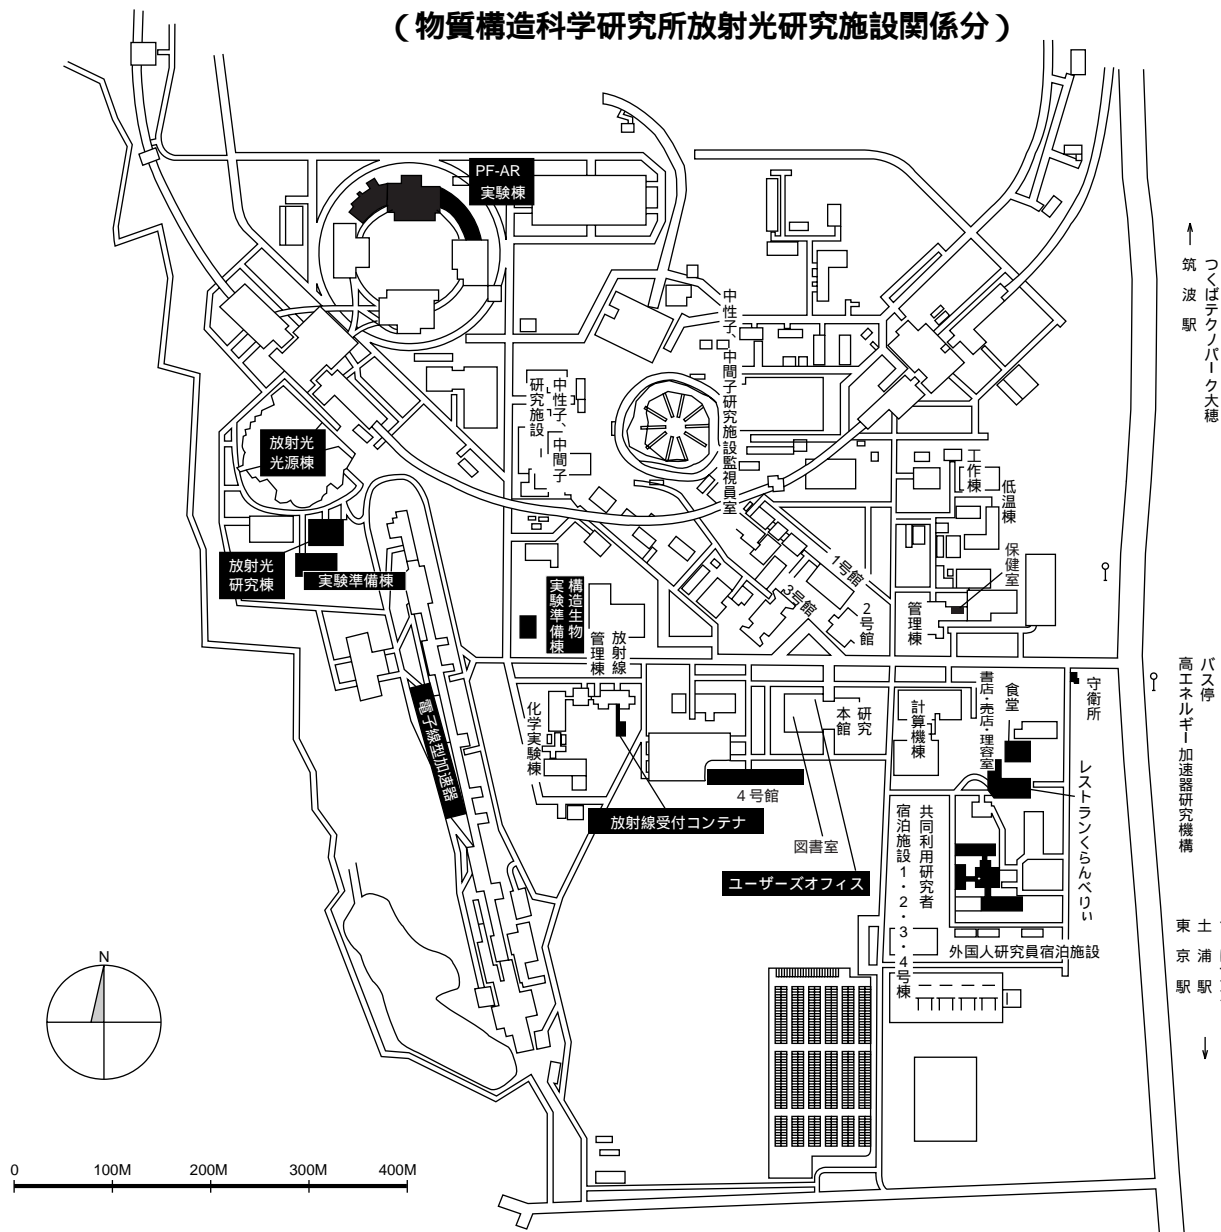 （物質構造科学研究所放射光研究施設関係分）
PF-AR
実験棟
筑波駅
つくばテクノパーク大穂
中性子、中間子研究施設監視員室
中性子、中間子
研究施設
放射光
光源棟
工作棟
低温棟
保健室
放射光
研究棟
実験準備棟
構造生物
実験準備棟
1号館
3号館
2号館
管理棟
放射線
管理棟
バス停
高エネルギー加速器研究機構
守衛所
食堂
書店・売店・理容室
計算機棟
研究
本館
化学実験棟
電子線型加速器
４号館
レストランくらんべりぃ
放射線受付コンテナ
図書室
ユーザーズオフィス
共同利用研究者
宿泊施設１・２・３・４号棟
外国人研究員宿泊施設
土浦駅
東京駅
N
0 100M 200M 300M 400M